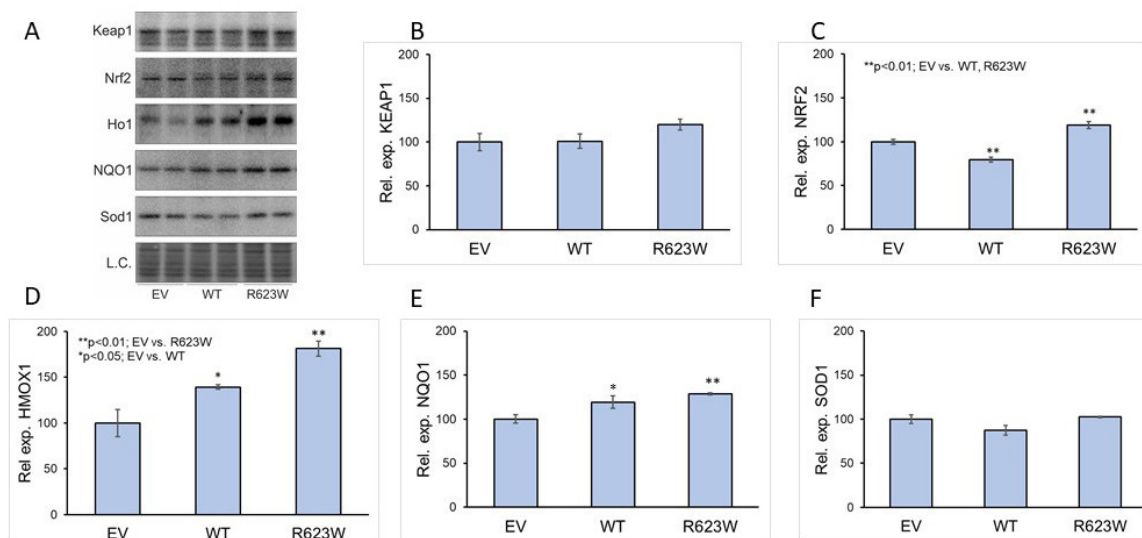 A
Keap1
Nrf2
Ho1
NQO1
Sod1
L.C.
EV WT R623W
B
Rel. exp. KEAP1
200
150
100
50
0
EV WT R623W
C
Rel. exp. NRF2
200
150
100
50
0
**p<0.01; EV vs. WT, R623W
**
**
EV WT R623W
D
Rel exp. HMOX1
200
150
100
50
0
**p<0.01; EV vs. R623W
*p<0.05; EV vs. WT
*
**
EV WT R623W
E
Rel. exp. NQO1
200
150
100
50
0
*
**
EV WT R623W
F
Rel. exp. SOD1
200
150
100
50
0
EV WT R623W